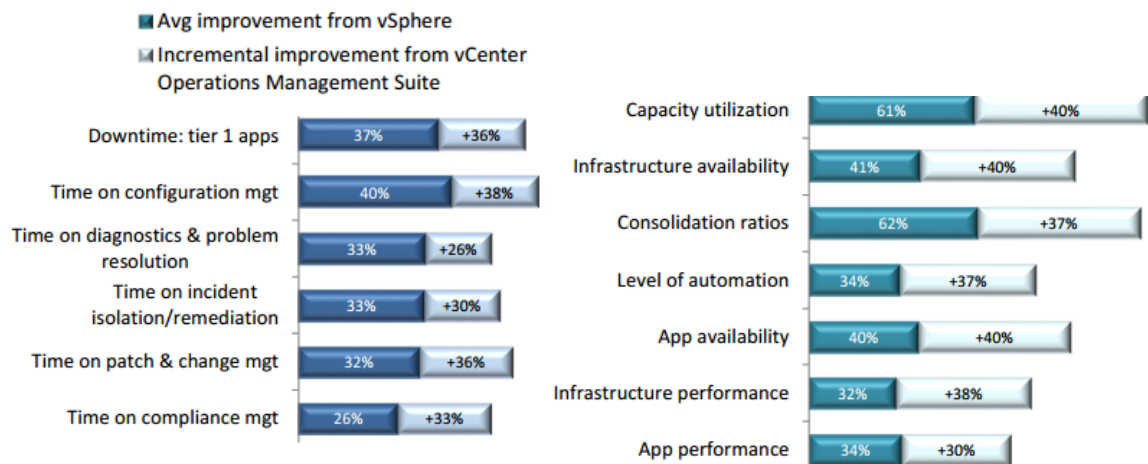 Avg improvement from vSphere
Incremental improvement from vCenter
Operations Management Suite
Downtime: tier 1 apps
37%
+36%
Time on configuration mgt
40%
+38%
Time on diagnostics & problem
resolution
33%
+26%
Time on incident
isolation/remediation
33%
+30%
Time on patch & change mgt
32%
+36%
Time on compliance mgt
26%
+33%
Capacity utilization
61%
+40%
Infrastructure availability
41%
+40%
Consolidation ratios
62%
+37%
Level of automation
34%
+37%
App availability
40%
+40%
Infrastructure performance
32%
+38%
App performance
34%
+30%